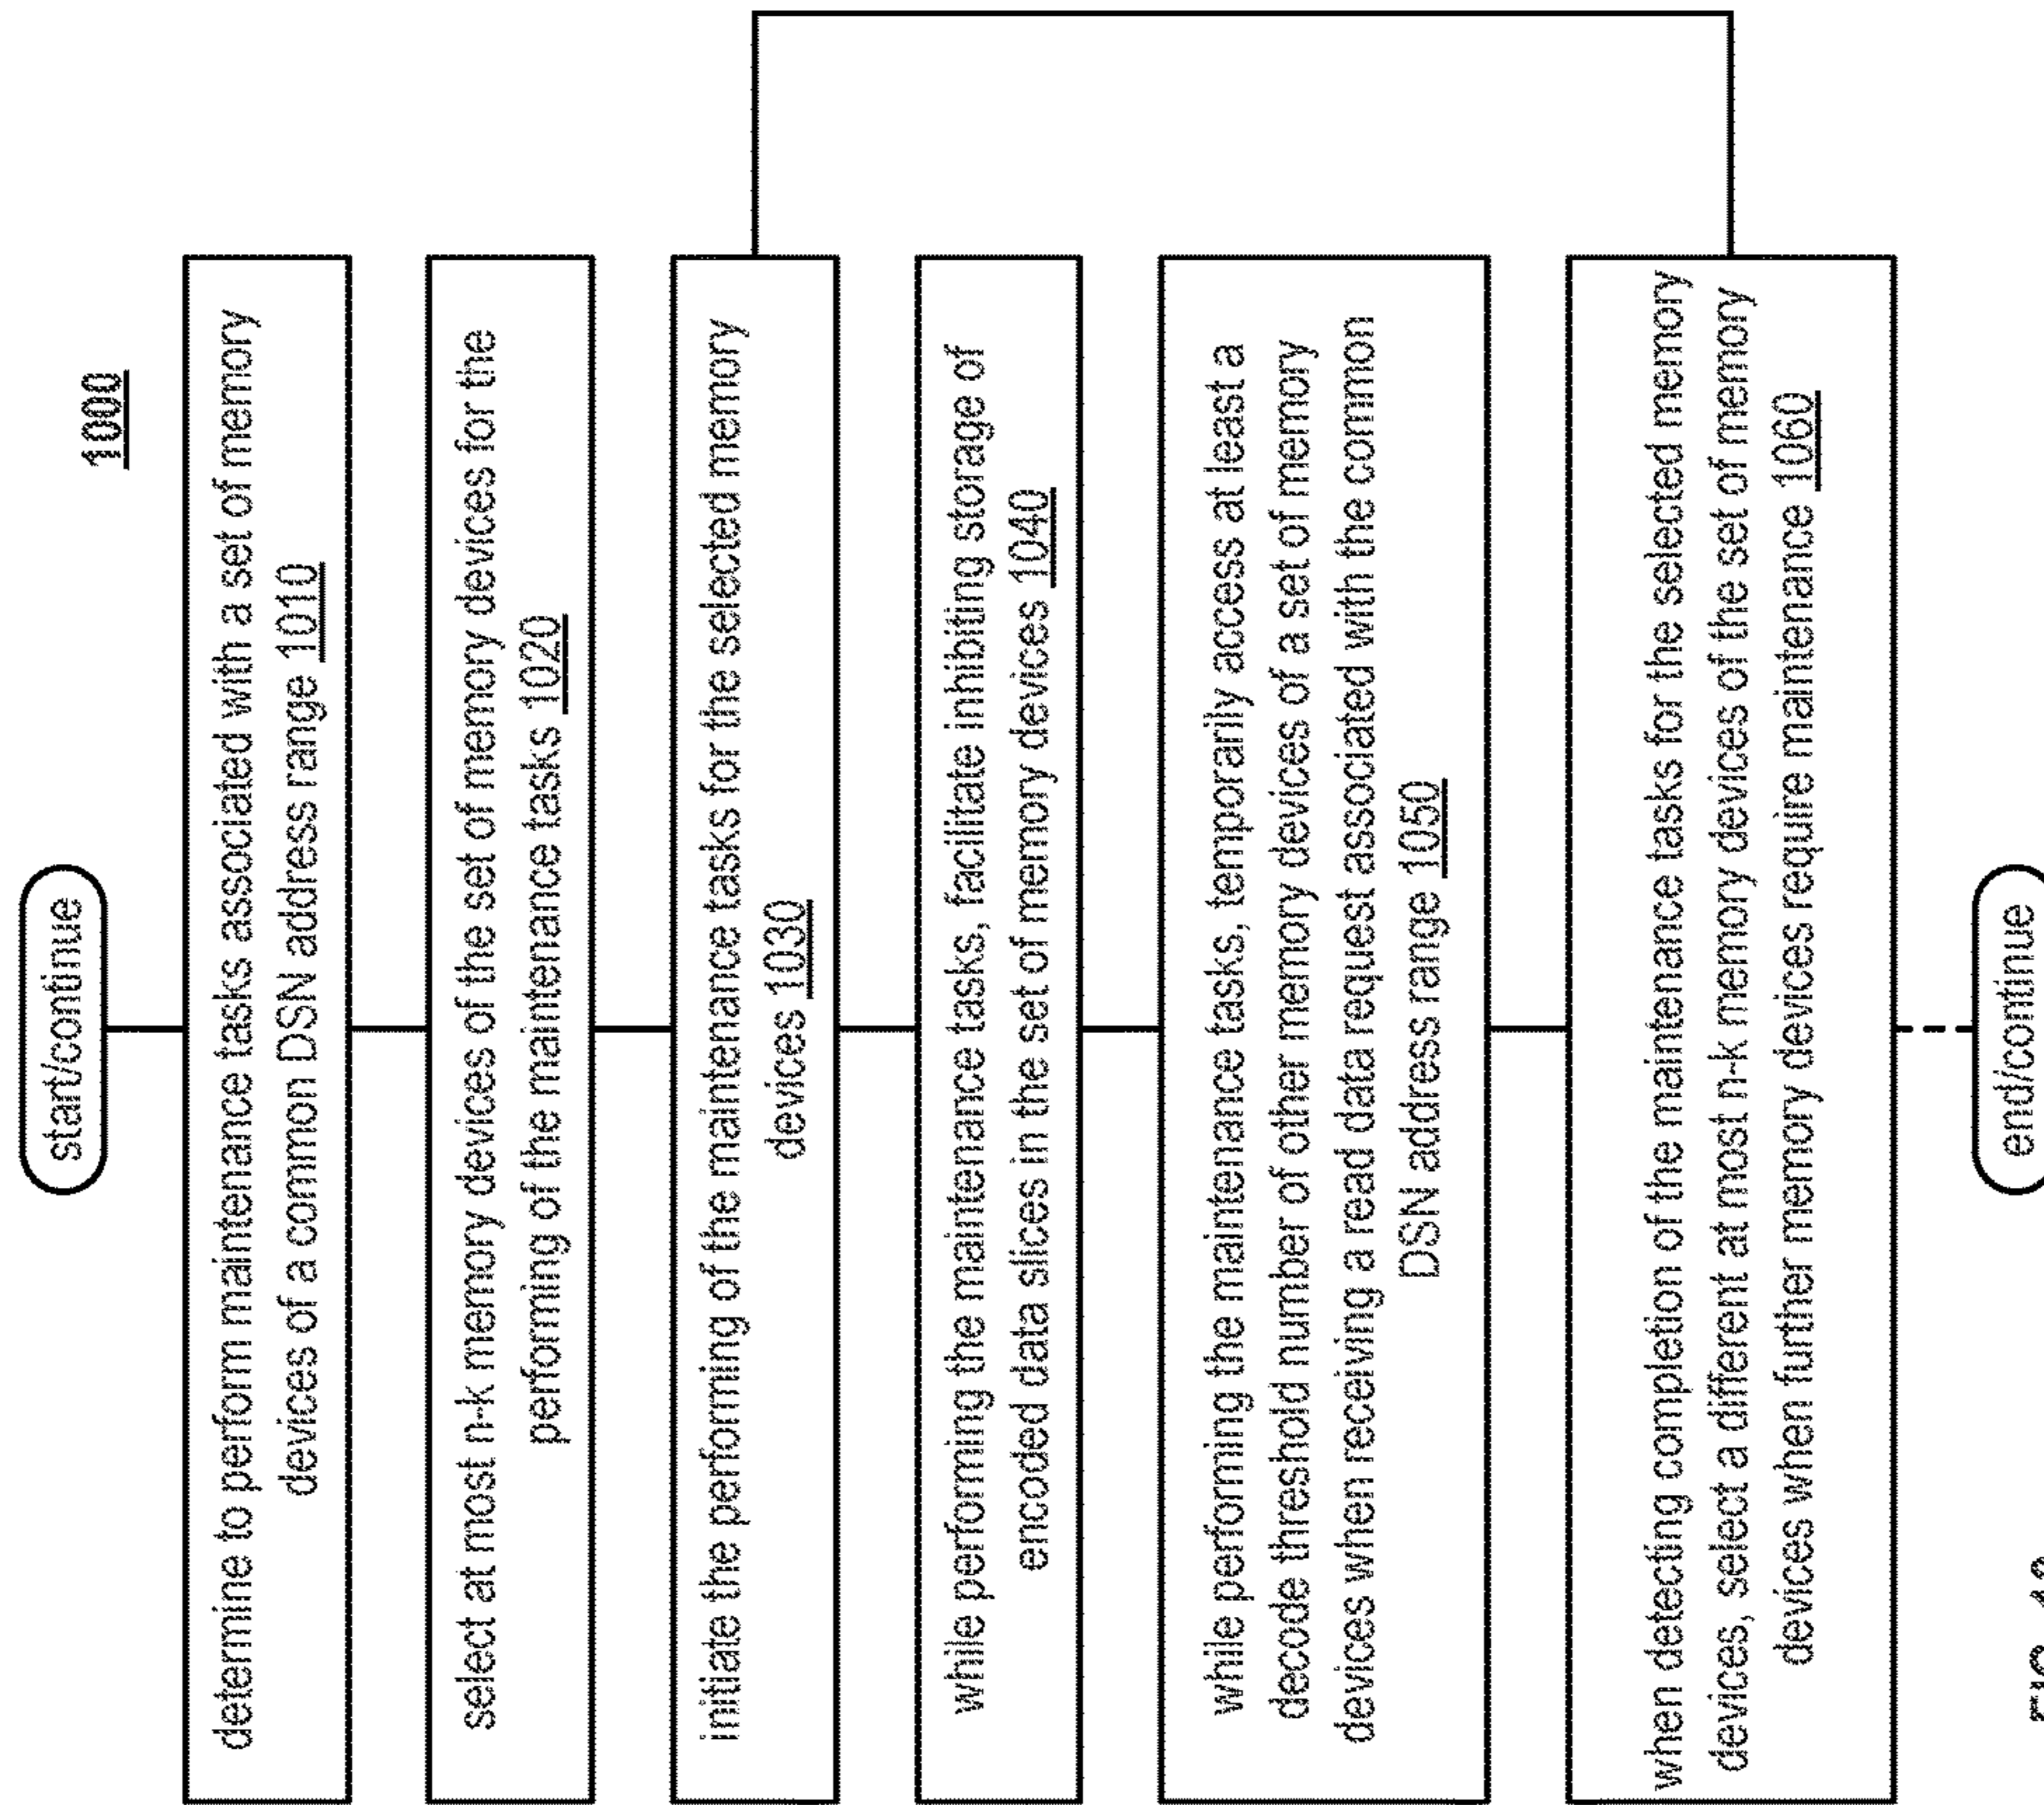 1000
start/continue
determine to perform maintenance tasks associated with a set of memory
devices of a common DSN address range 1010
select at most n-k memory devices of the set of memory devices for the
performing of the maintenance tasks 1020
initiate the performing of the maintenance tasks for the selected memory
devices 1030
while performing the maintenance tasks, facilitate inhibiting storage of
encoded data slices in the set of memory devices 1040
while performing the maintenance tasks, temporarily access at least a
decode threshold number of other memory devices of a set of memory
devices when receiving a read data request associated with the common
DSN address range 1050
when detecting completion of the maintenance tasks for the selected memory
devices, select a different at most n-k memory devices of the set of memory
devices when further memory devices require maintenance 1060
end/continue